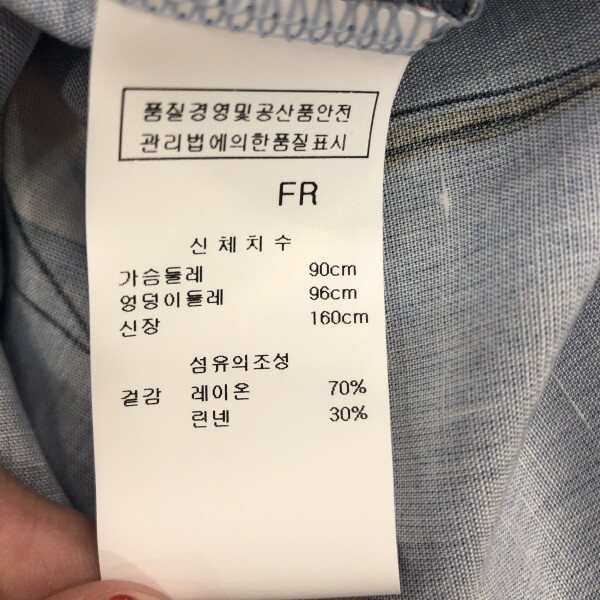 품질경영및공산품안전
관리법에의한품질표시
FR
신체치수
가슴둘레 90cm
엉덩이둘레 96cm
신장 160cm
섬유의조성
겉감 레이온 70%
린넨 30%